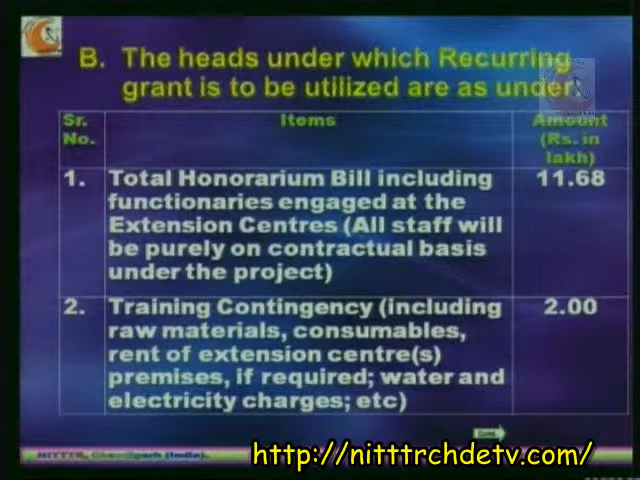 B. The heads under which Recurring
grant is to be utilized are as under:
Sr. No.
Items
Amount (Rs. in lakh)
1.
Total Honorarium Bill including
functionaries engaged at the
Extension Centres (All staff will
be purely on contractual basis
under the project)
11.68
2.
Training Contingency (including
raw materials, consumables,
rent of extension centre(s)
premises, if required; water and
electricity charges; etc)
2.00
NITTTR, Chandigarh (India).
http://nitttrchdetv.com/